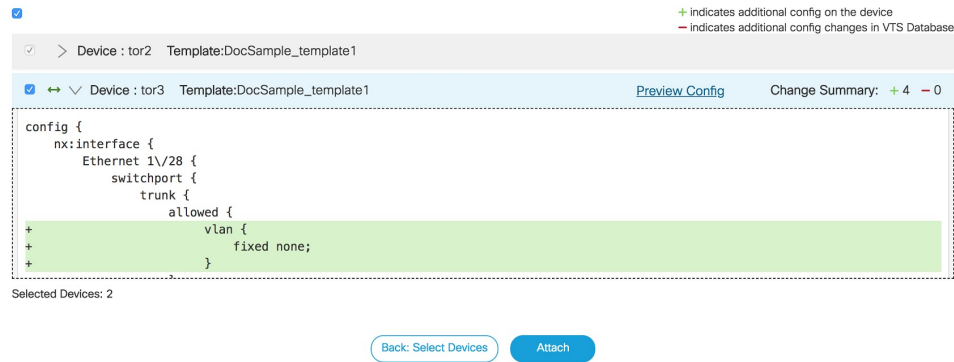 + indicates additional config on the device
− indicates additional config changes in VTS Database
Device : tor2 Template:DocSample_template1
Device : tor3 Template:DocSample_template1 Preview Config Change Summary: + 4 − 0
config {
    nx:interface {
        Ethernet 1\/28 {
            switchport {
                trunk {
                    allowed {
+                        vlan {
+                            fixed none;
+                        }
Selected Devices: 2
Back: Select Devices Attach